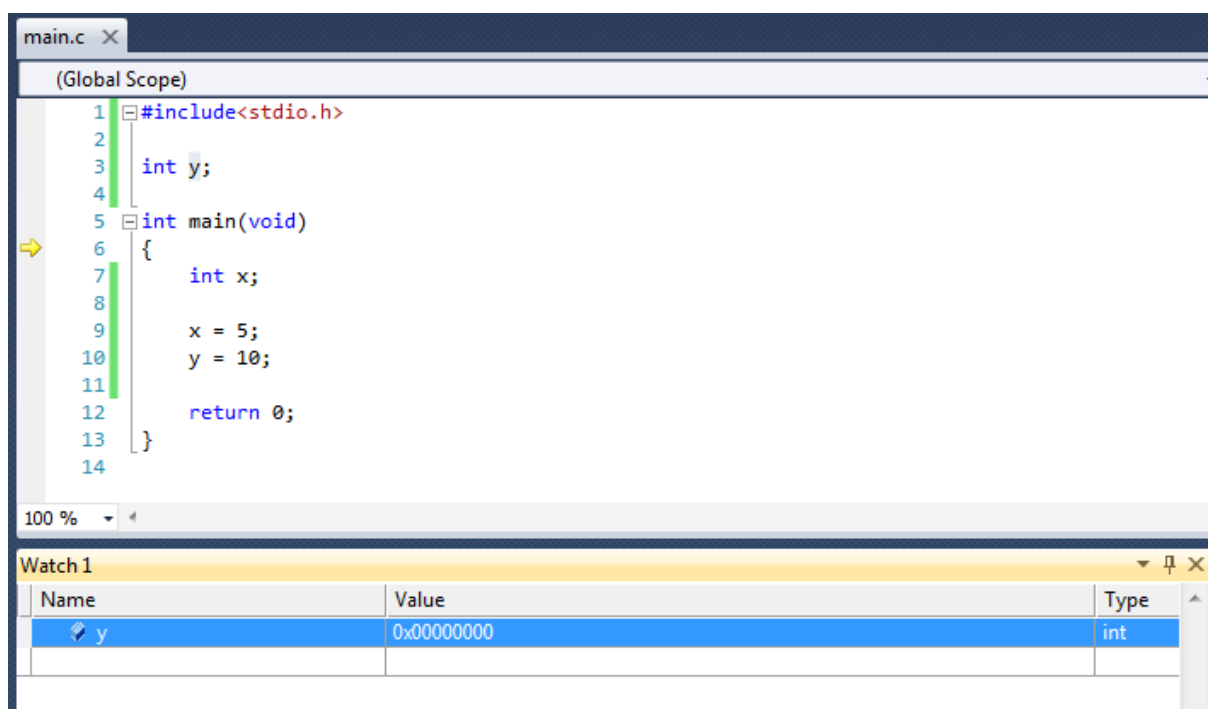 main.c
(Global Scope)
1 #include<stdio.h>
2
3 int y;
4
5 int main(void)
6 {
7 int x;
8
9 x = 5;
10 y = 10;
11
12 return 0;
13 }
14
100 %
Watch 1
Name Value Type
y 0x00000000 int